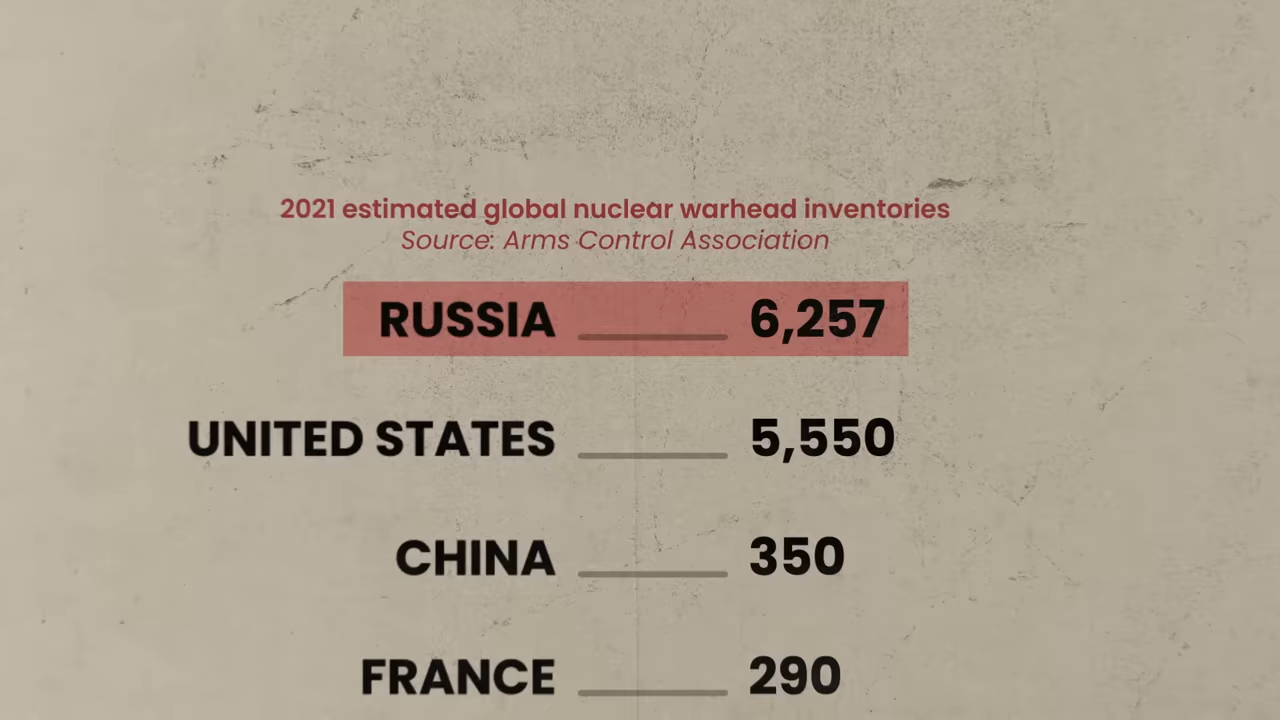 2021 estimated global nuclear warhead inventories
Source: Arms Control Association
RUSSIA 6,257
UNITED STATES 5,550
CHINA 350
FRANCE 290